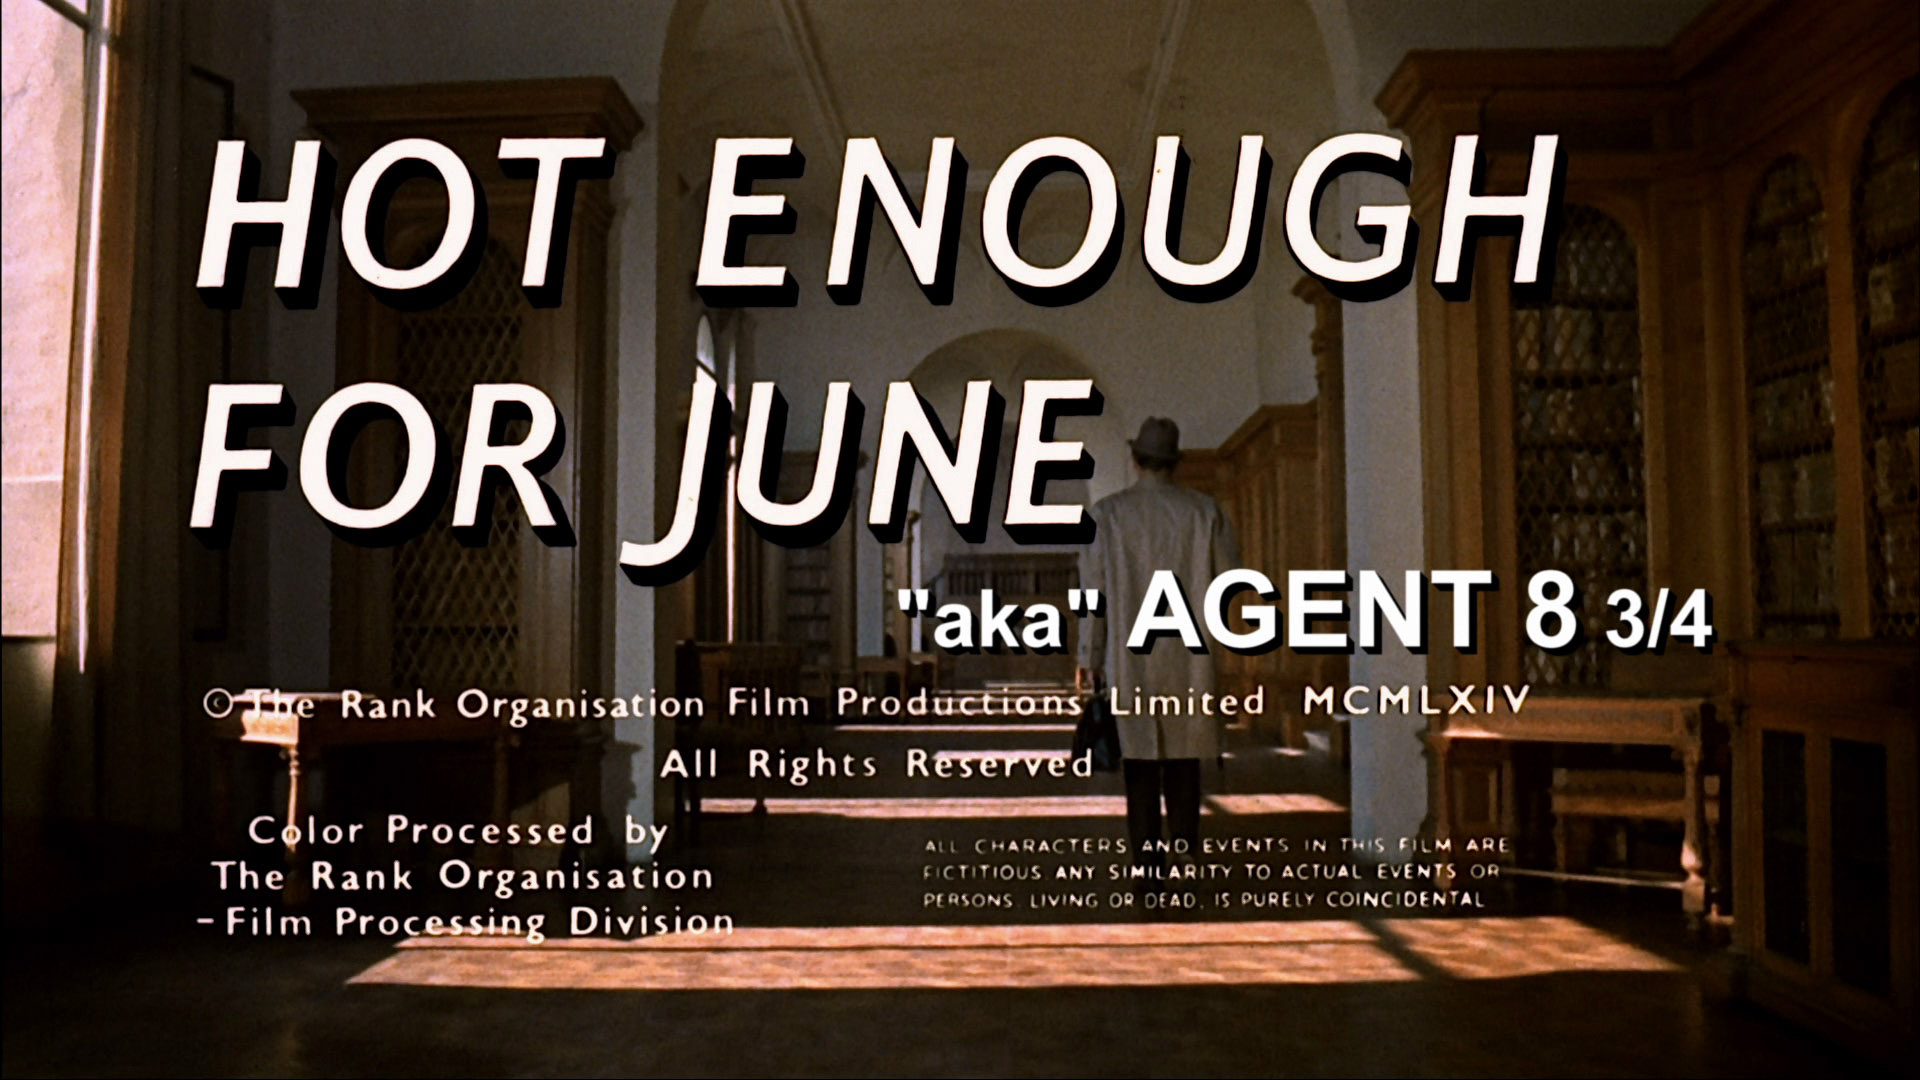 HOT ENOUGH
FOR JUNE
"aka" AGENT 8 3/4
© The Rank Organisation Film Productions Limited MCMLXIV
All Rights Reserved
Color Processed by
The Rank Organisation
- Film Processing Division
ALL CHARACTERS AND EVENTS IN THIS FILM ARE
FICTITIOUS ANY SIMILARITY TO ACTUAL EVENTS OR
PERSONS, LIVING OR DEAD, IS PURELY COINCIDENTAL